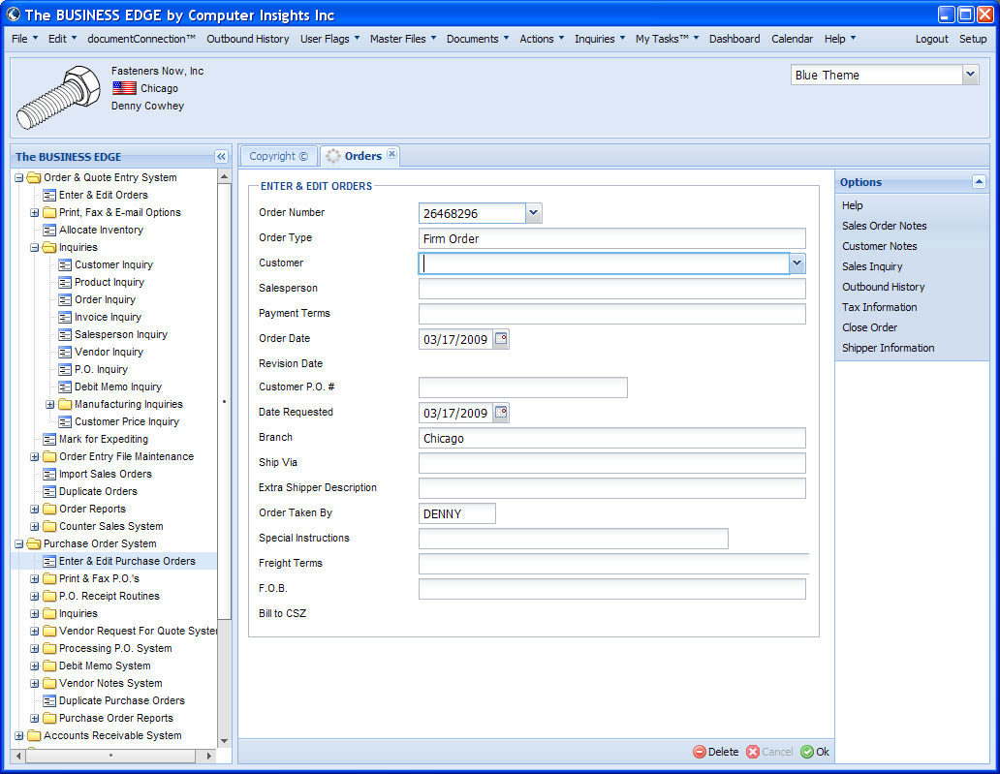 The BUSINESS EDGE by Computer Insights Inc
File Edit documentConnection™ Outbound History User Flags Master Files Documents Actions Inquiries My Tasks™ Dashboard Calendar Help Logout Setup
Fasteners Now, Inc
Chicago
Denny Cowhey
Blue Theme
The BUSINESS EDGE
Order & Quote Entry System
Enter & Edit Orders
Print, Fax & E-mail Options
Allocate Inventory
Inquiries
Customer Inquiry
Product Inquiry
Order Inquiry
Invoice Inquiry
Salesperson Inquiry
Vendor Inquiry
P.O. Inquiry
Debit Memo Inquiry
Manufacturing Inquiries
Customer Price Inquiry
Mark for Expediting
Order Entry File Maintenance
Import Sales Orders
Duplicate Orders
Order Reports
Counter Sales System
Purchase Order System
Enter & Edit Purchase Orders
Print & Fax P.O.'s
P.O. Receipt Routines
Inquiries
Vendor Request For Quote Syste
Processing P.O. System
Debit Memo System
Vendor Notes System
Duplicate Purchase Orders
Purchase Order Reports
Accounts Receivable System
Copyright © Orders
ENTER & EDIT ORDERS
Order Number 26468296
Order Type Firm Order
Customer
Salesperson
Payment Terms
Order Date 03/17/2009
Revision Date
Customer P.O. #
Date Requested 03/17/2009
Branch Chicago
Ship Via
Extra Shipper Description
Order Taken By DENNY
Special Instructions
Freight Terms
F.O.B.
Bill to CSZ
Delete Cancel Ok
Options
Help
Sales Order Notes
Customer Notes
Sales Inquiry
Outbound History
Tax Information
Close Order
Shipper Information